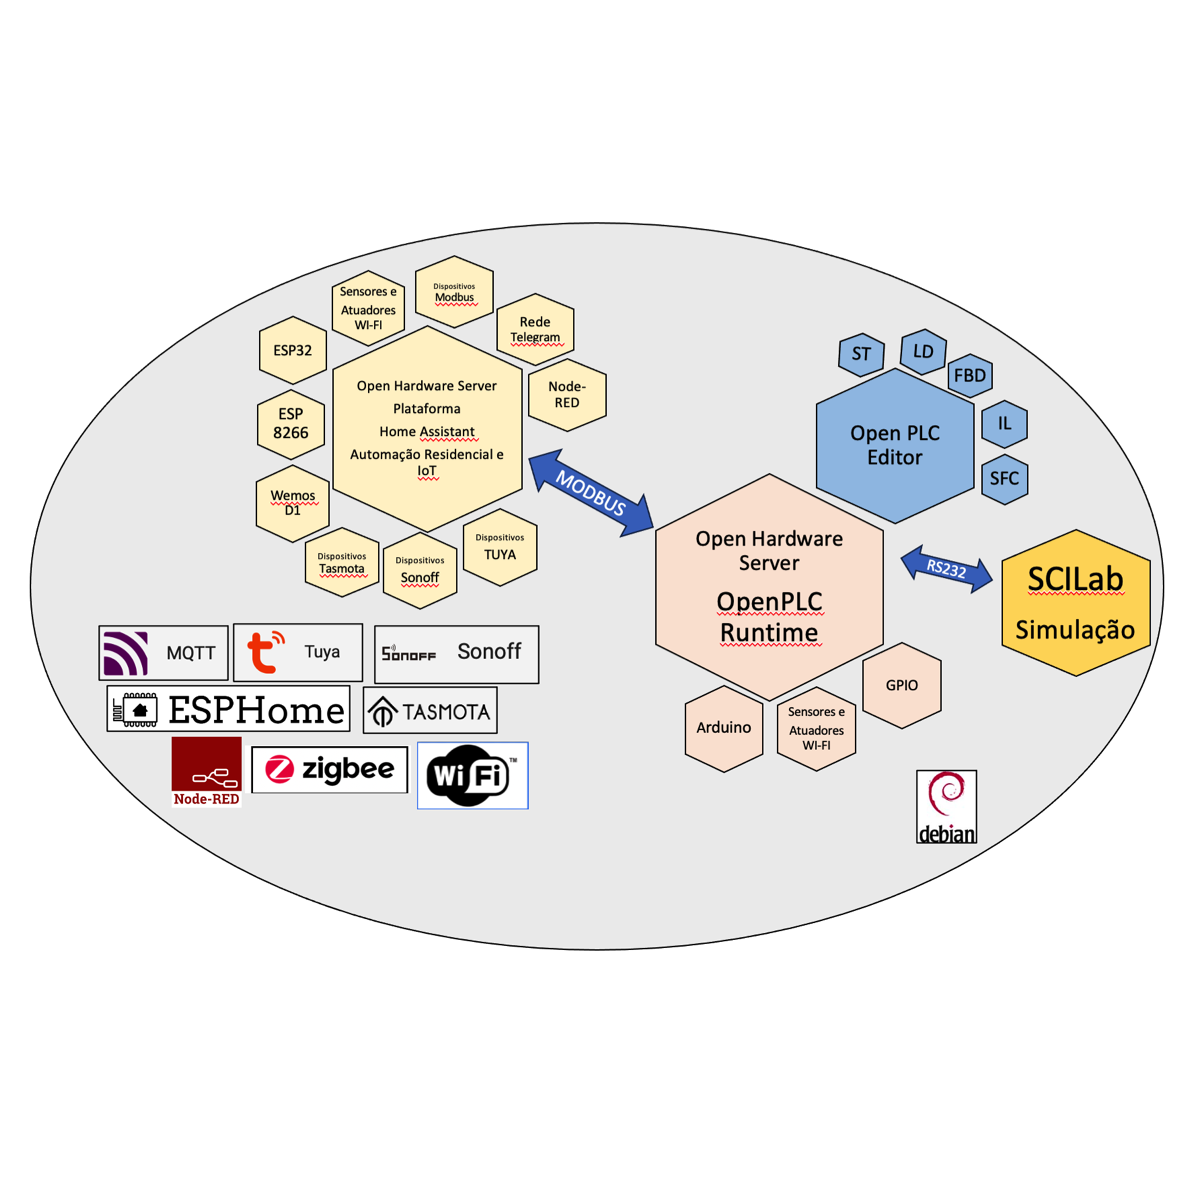 Sensores e
Atuadores
WI-FI
Dispositivos
Modbus
Rede
Telegram
ESP32
Node-
RED
ESP
8266
Open Hardware Server
Plataforma
Home Assistant
Automação Residencial e
IoT
Wemos
D1
Dispositivos
Tasmota
Dispositivos
Sonoff
Dispositivos
TUYA
MODBUS
ST
LD
FBD
IL
SFC
Open PLC
Editor
Open Hardware
Server
OpenPLC
Runtime
RS232
SCILab
Simulação
GPIO
Arduino
Sensores e
Atuadores
WI-FI
MQTT
Tuya
SONOFF
Sonoff
ESPHome
TASMOTA
Node-RED
zigbee
WiFi
™
debian